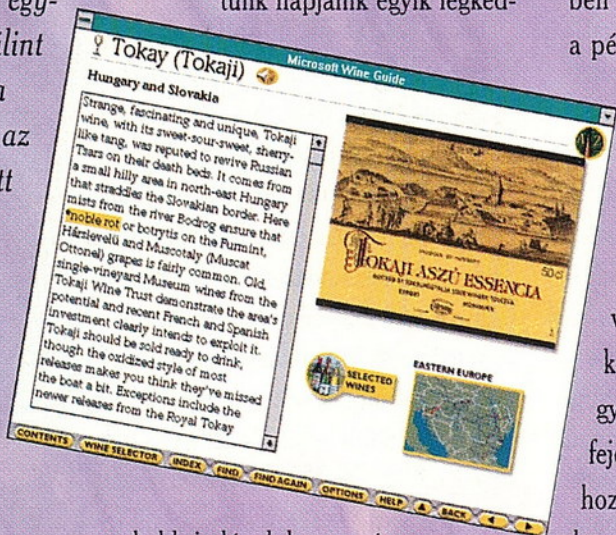 egy-
lint
a
az
tt
tunk napjaink egyik legked-
ben
a pé
Microsoft Wine Guide
Tokay (Tokaji)
Hungary and Slovakia
Strange, fascinating and unique, Tokaji
wine, with its sweet-sour-sweet, sherry-
like tang, was reputed to revive Russian
Tsars on their death beds. It comes from
a small hilly area in north-east Hungary
that straddles the Slovakian border. Here
mists from the river Bodrog ensure that
*noble rot or botrytis on the Furmint,
Hárslevelü and Muscotaly (Muscat
Ottonel) grapes is fairly common. Old,
single-vineyard Museum wines from the
Tokaji Wine Trust demonstrate the area's
potential and recent French and Spanish
investment clearly intends to exploit it.
Tokaji should be sold ready to drink,
though the oxidized style of most
releases makes you think they've missed
the boat a bit. Exceptions include the
newer releases from the Royal Tokay
TOKAJI ASZÚ ESSENCIA
50 cl
SELECTED
WINES
EASTERN EUROPE
CONTENTS
WINE SELECTOR
INDEX
FIND
FIND AGAIN
OPTIONS
HELP
BACK
k
gy
fej
hoz